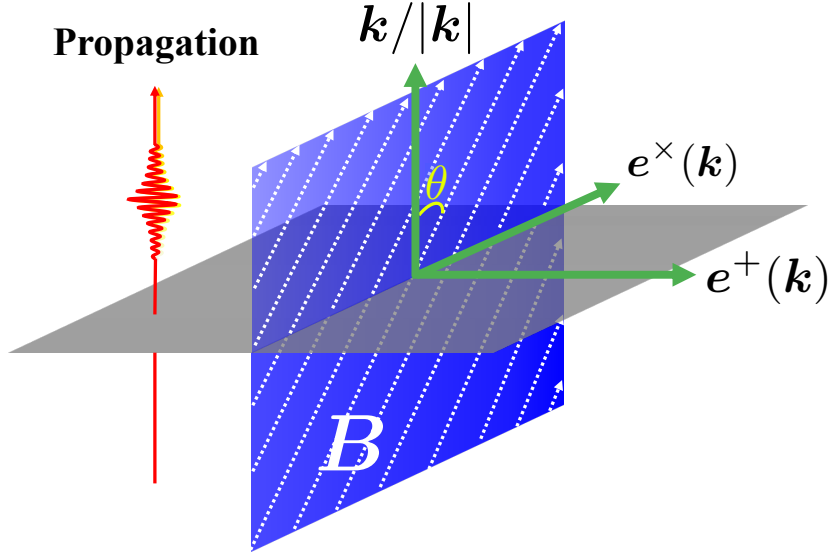 Propagation
k/|k|
θ
e^×(k)
e^+(k)
B